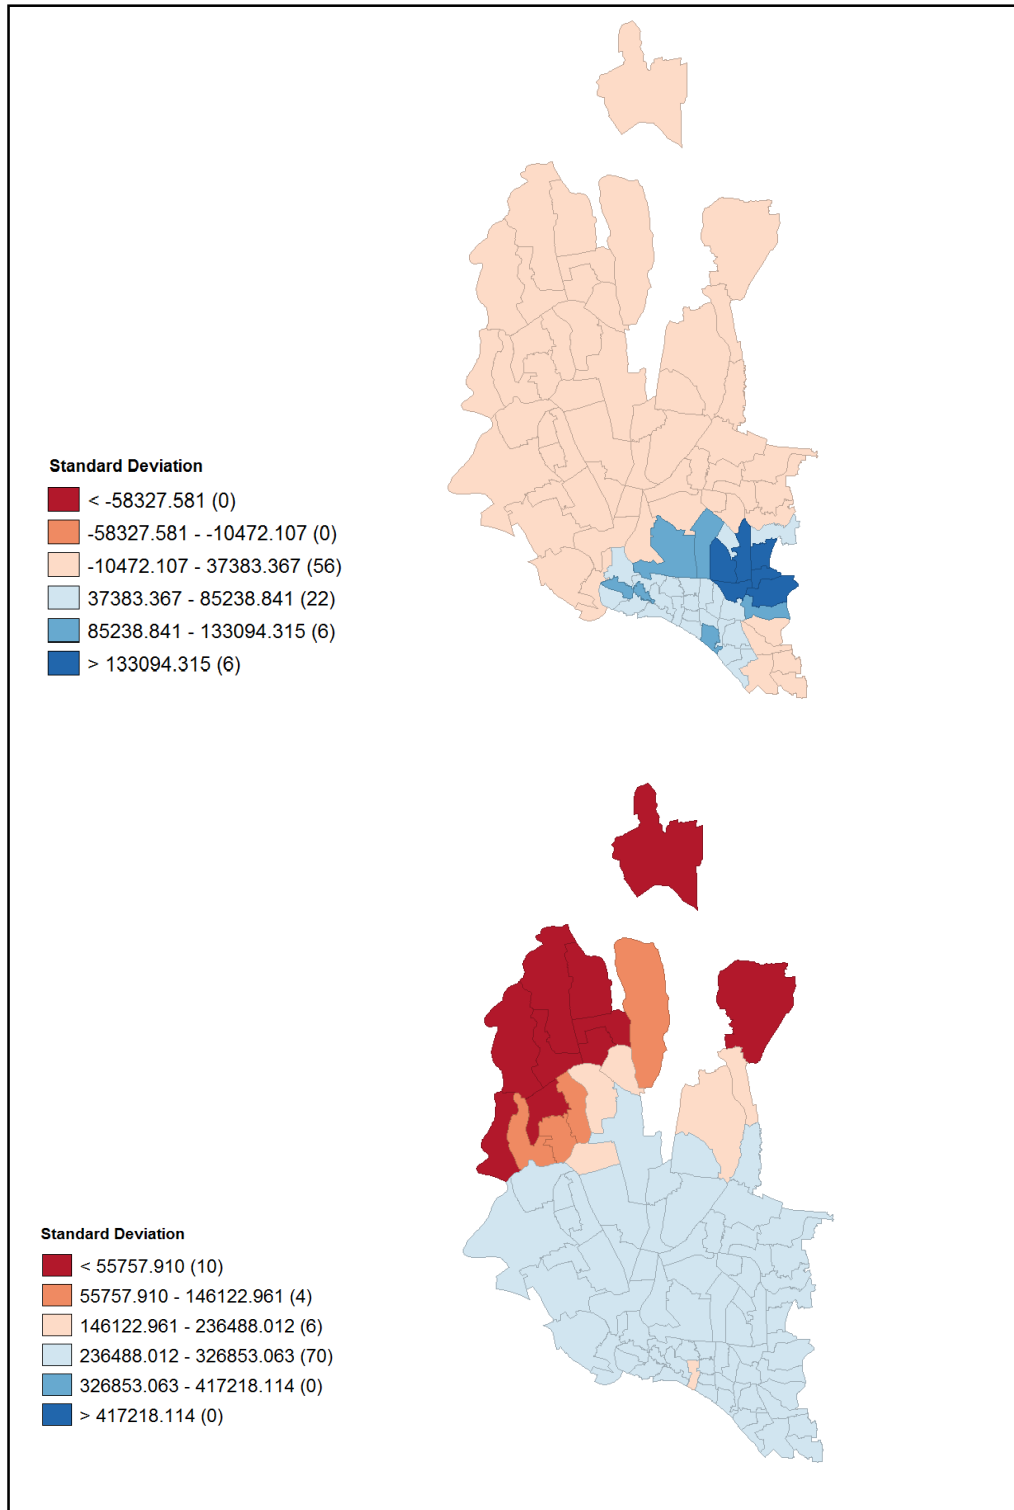 Standard Deviation
< -58327.581 (0)
-58327.581 - -10472.107 (0)
-10472.107 - 37383.367 (56)
37383.367 - 85238.841 (22)
85238.841 - 133094.315 (6)
> 133094.315 (6)
Standard Deviation
< 55757.910 (10)
55757.910 - 146122.961 (4)
146122.961 - 236488.012 (6)
236488.012 - 326853.063 (70)
326853.063 - 417218.114 (0)
> 417218.114 (0)